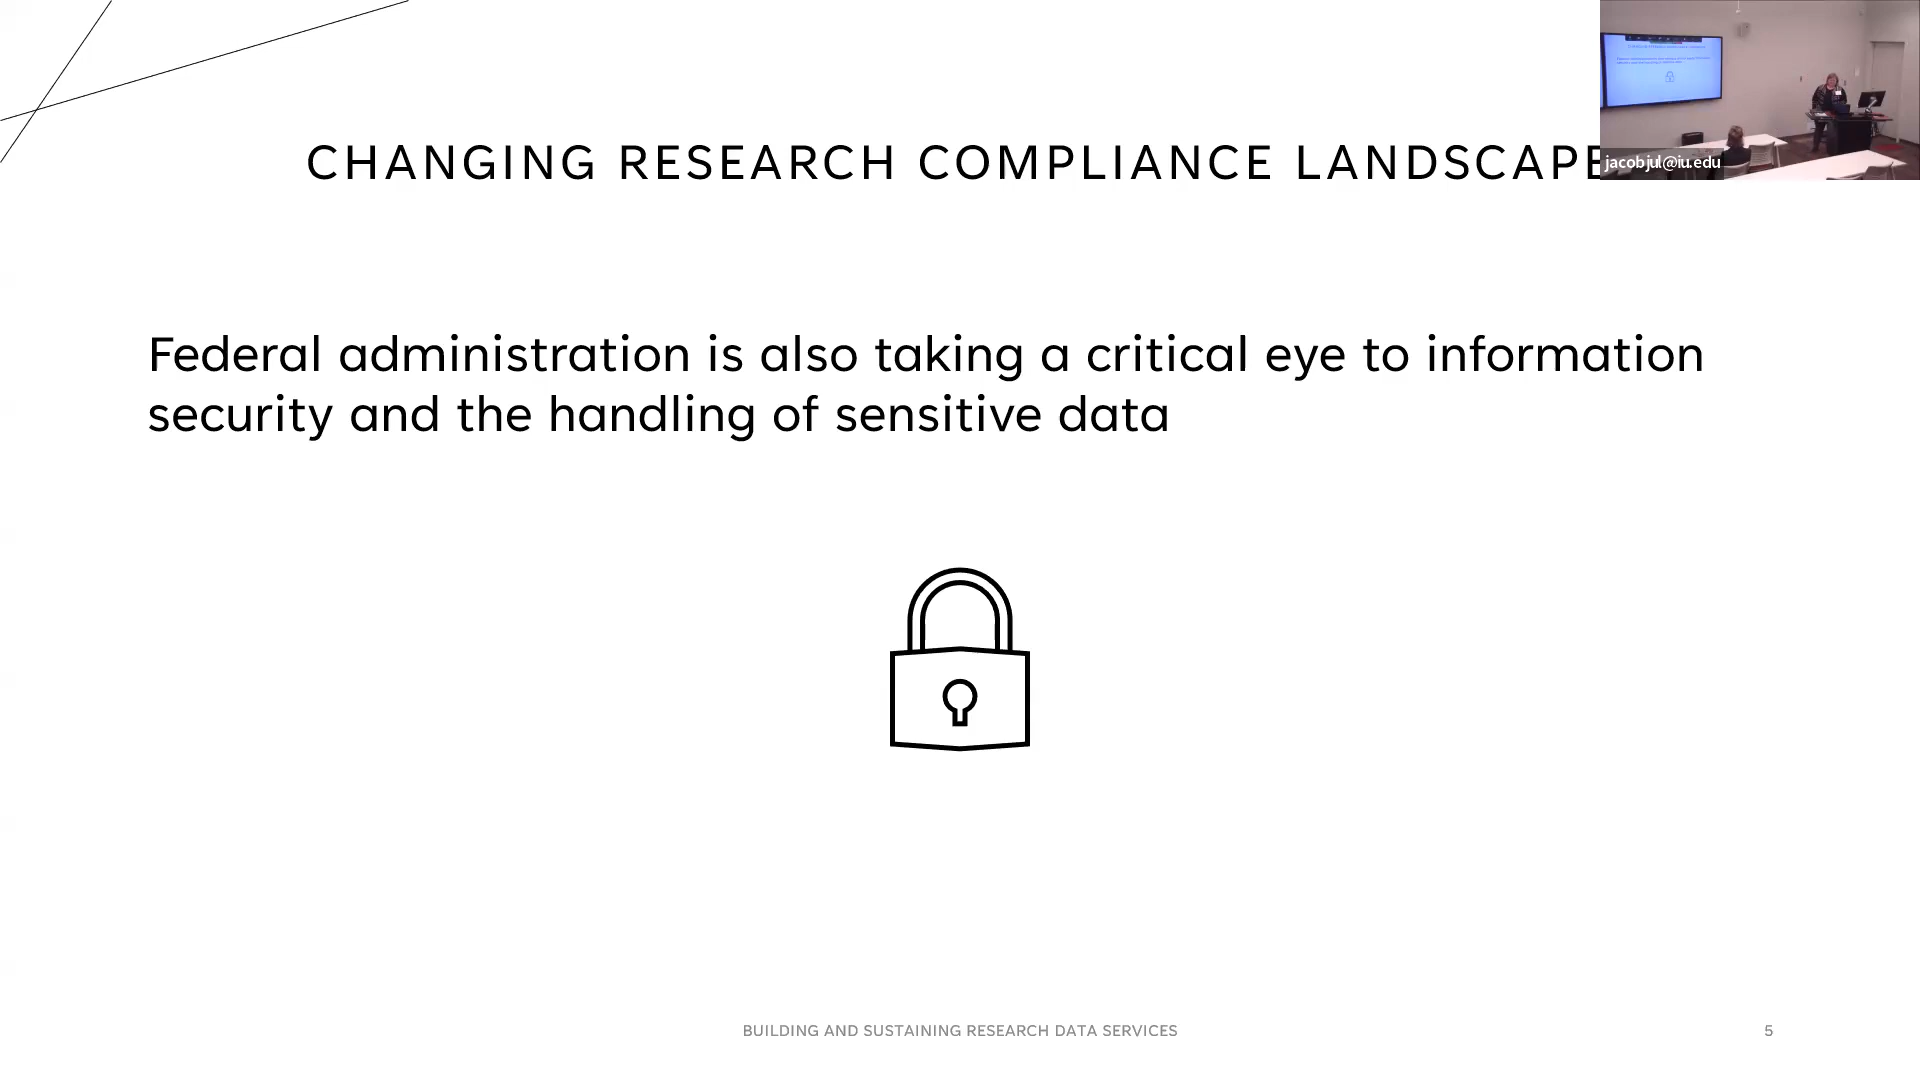 CHANGING RESEARCH COMPLIANCE LANDSCAPE
jacobjul@iu.edu
Federal administration is also taking a critical eye to information
security and the handling of sensitive data
BUILDING AND SUSTAINING RESEARCH DATA SERVICES
5